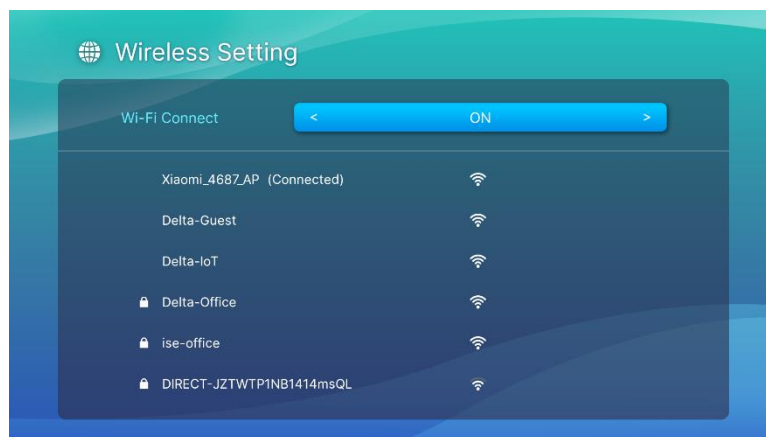 Wireless Setting
Wi-Fi Connect < ON >
Xiaomi_4687_AP (Connected)
Delta-Guest
Delta-IoT
Delta-Office
ise-office
DIRECT-JZTWTP1NB1414msQL